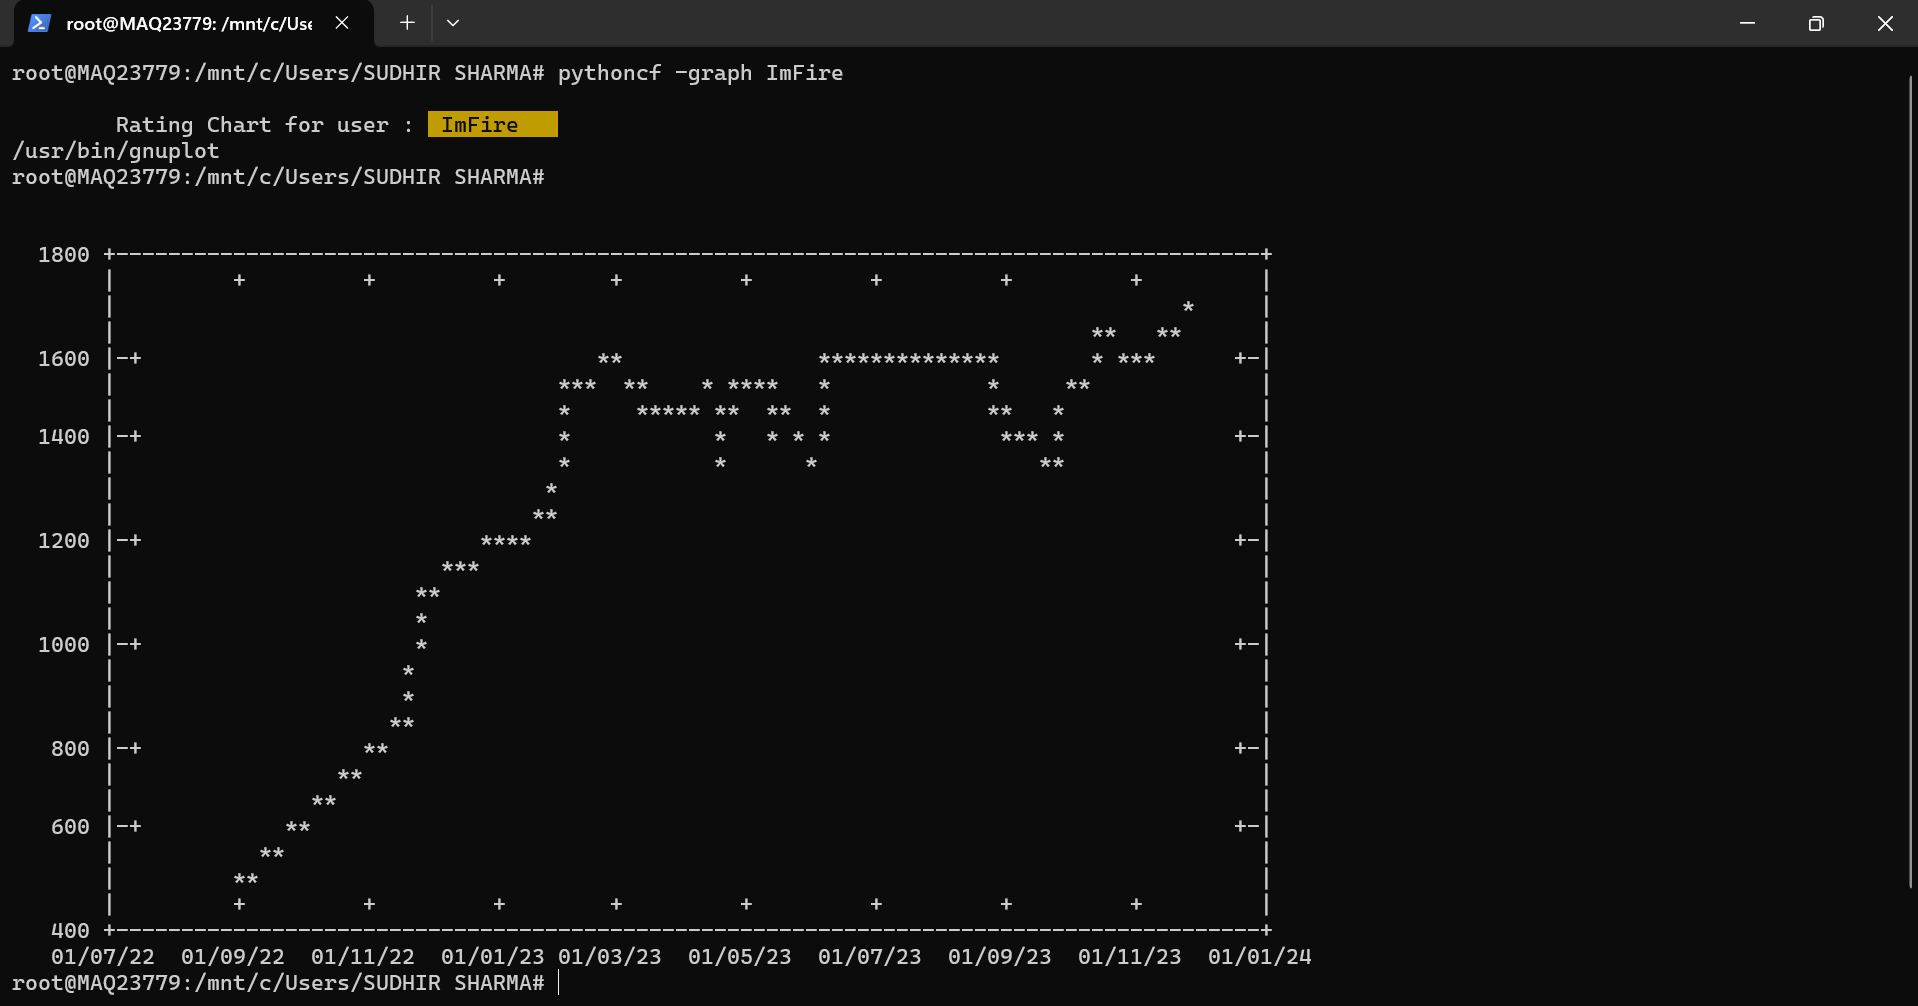 root@MAQ23779: /mnt/c/Use
root@MAQ23779:/mnt/c/Users/SUDHIR SHARMA# pythoncf -graph ImFire
Rating Chart for user : ImFire
/usr/bin/gnuplot
root@MAQ23779:/mnt/c/Users/SUDHIR SHARMA#
1800
1600
1400
1200
1000
800
600
400
01/07/22 01/09/22 01/11/22 01/01/23 01/03/23 01/05/23 01/07/23 01/09/23 01/11/23 01/01/24
root@MAQ23779:/mnt/c/Users/SUDHIR SHARMA#